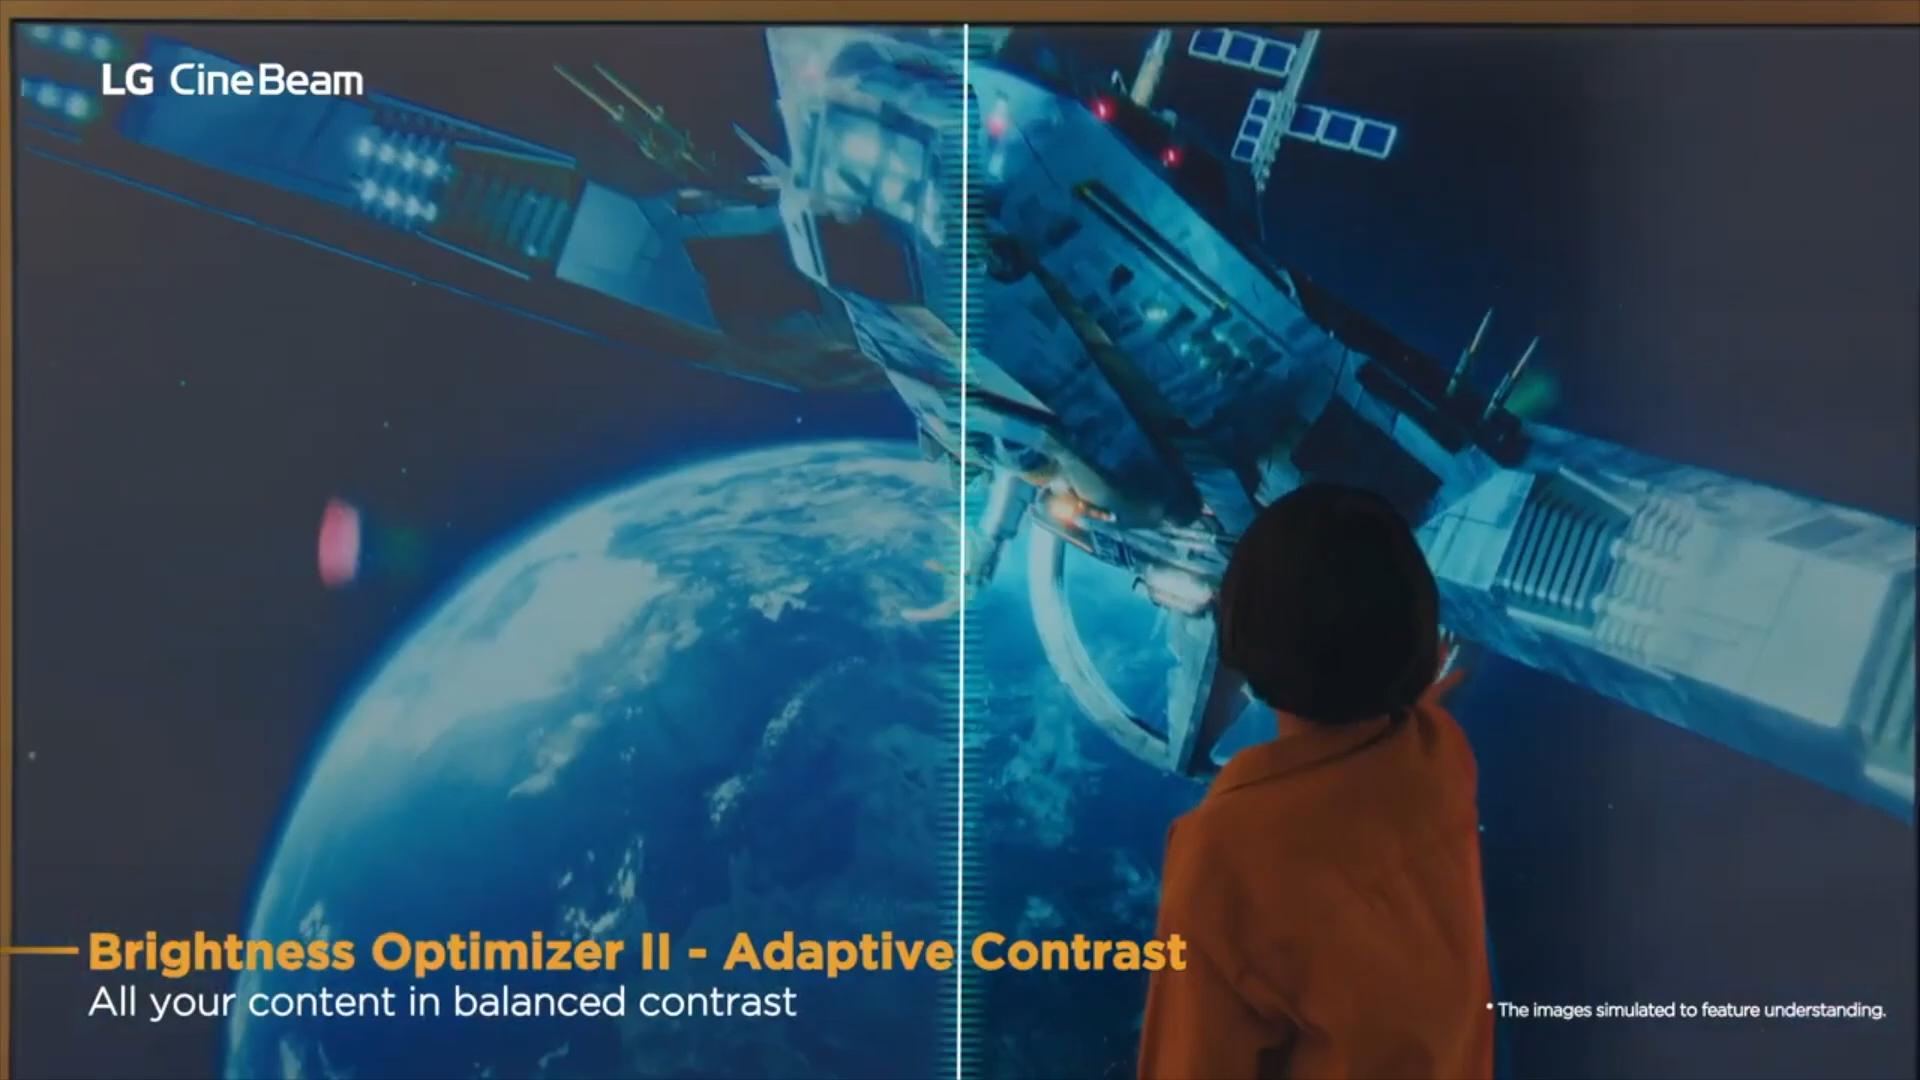 LG CineBeam
Brightness Optimizer II - Adaptive Contrast
All your content in balanced contrast
* The images simulated to feature understanding.